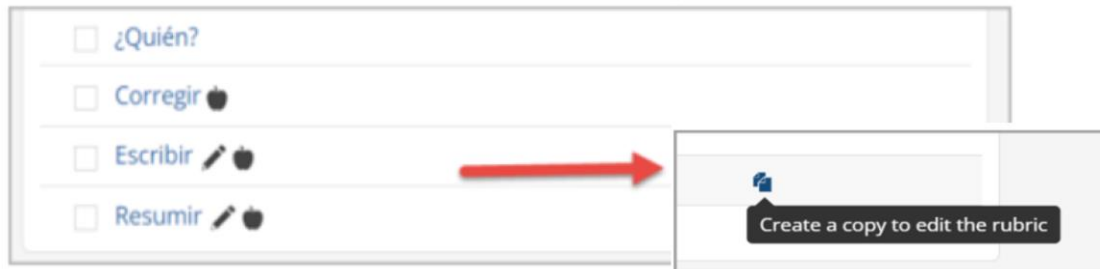 ¿Quién?
Corregir
Escribir
Resumir
Create a copy to edit the rubric